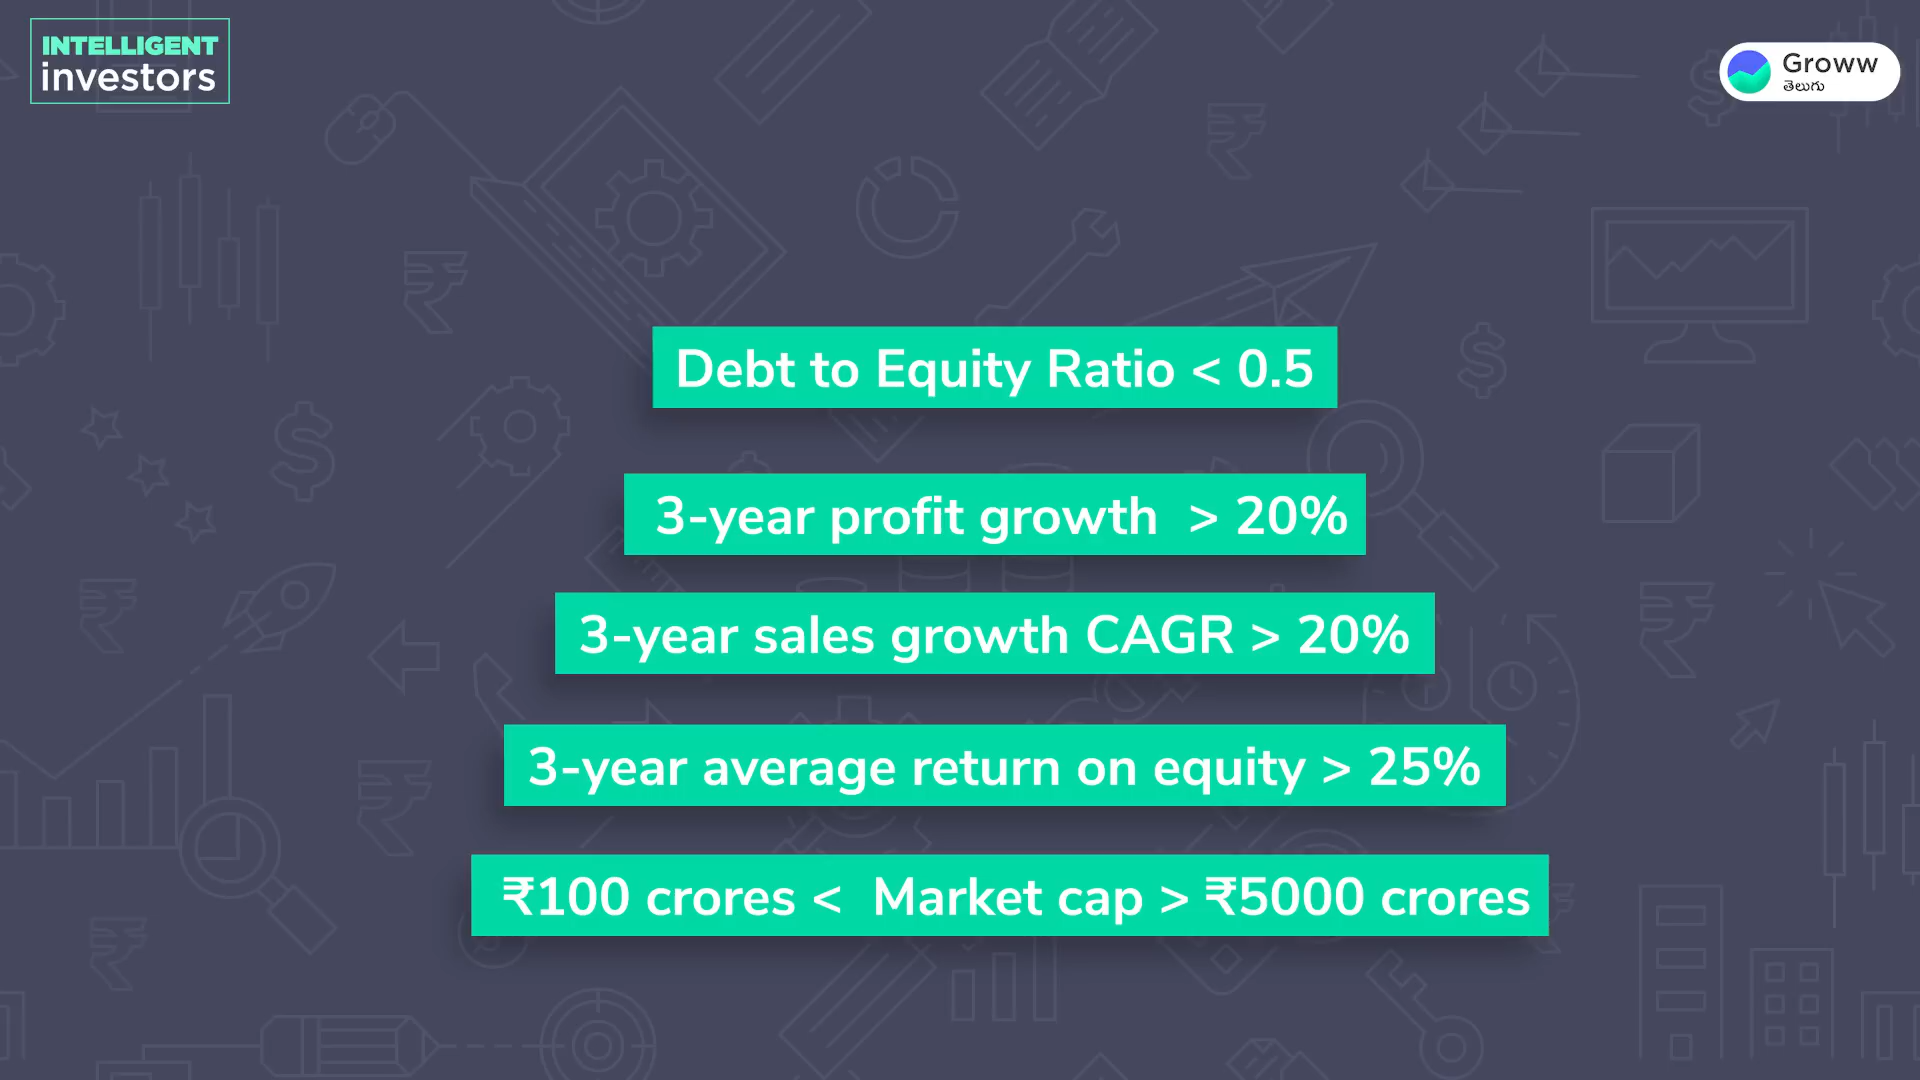 INTELLIGENT
investors
Groww
తెలుగు
Debt to Equity Ratio < 0.5
3-year profit growth > 20%
3-year sales growth CAGR > 20%
3-year average return on equity > 25%
₹100 crores < Market cap > ₹5000 crores